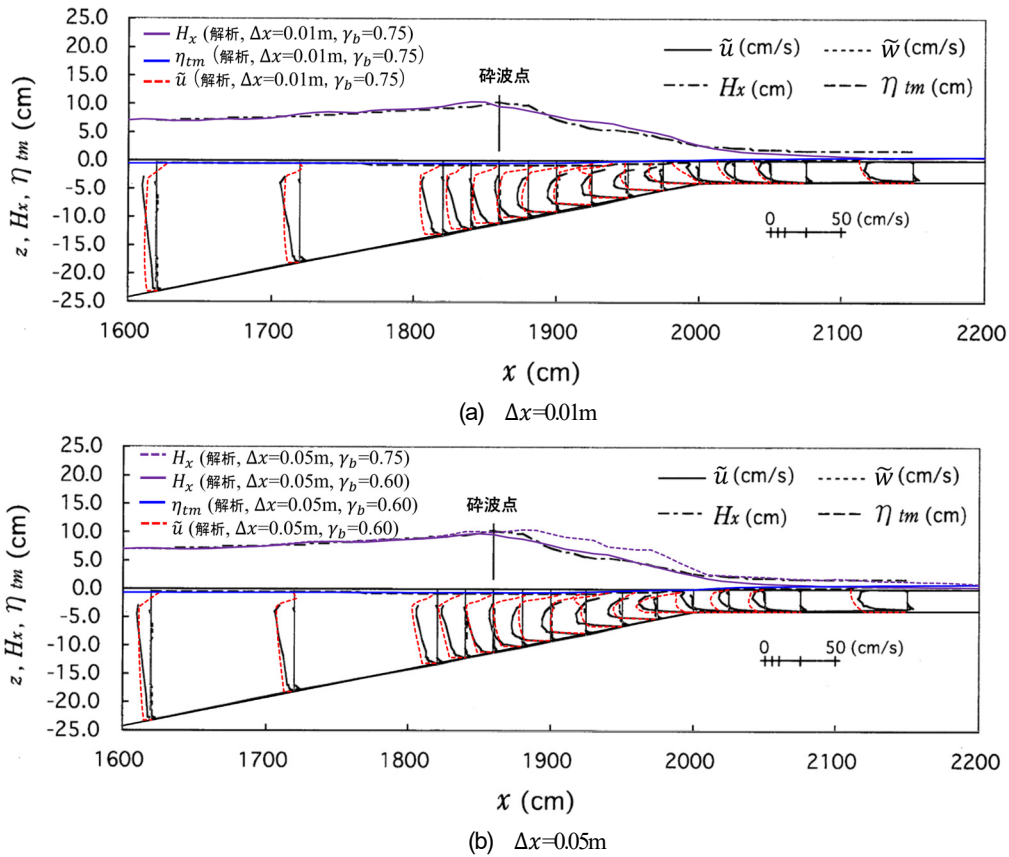 25.0
20.0
15.0
10.0
5.0
0.0
-5.0
-10.0
-15.0
-20.0
-25.0
z, Hx, η tm (cm)
Hx (解析, Δx=0.01m, γb=0.75)
ηtm (解析, Δx=0.01m, γb=0.75)
ũ (解析, Δx=0.01m, γb=0.75)
砕波点
ũ (cm/s) w̃ (cm/s)
Hx (cm) η tm (cm)
0 50 (cm/s)
1600 1700 1800 1900 2000 2100 2200
x (cm)
(a) Δx=0.01m
25.0
20.0
15.0
10.0
5.0
0.0
-5.0
-10.0
-15.0
-20.0
-25.0
z, Hx, η tm (cm)
Hx (解析, Δx=0.05m, γb=0.75)
Hx (解析, Δx=0.05m, γb=0.60)
ηtm (解析, Δx=0.05m, γb=0.60)
ũ (解析, Δx=0.05m, γb=0.60)
砕波点
ũ (cm/s) w̃ (cm/s)
Hx (cm) η tm (cm)
0 50 (cm/s)
1600 1700 1800 1900 2000 2100 2200
x (cm)
(b) Δx=0.05m